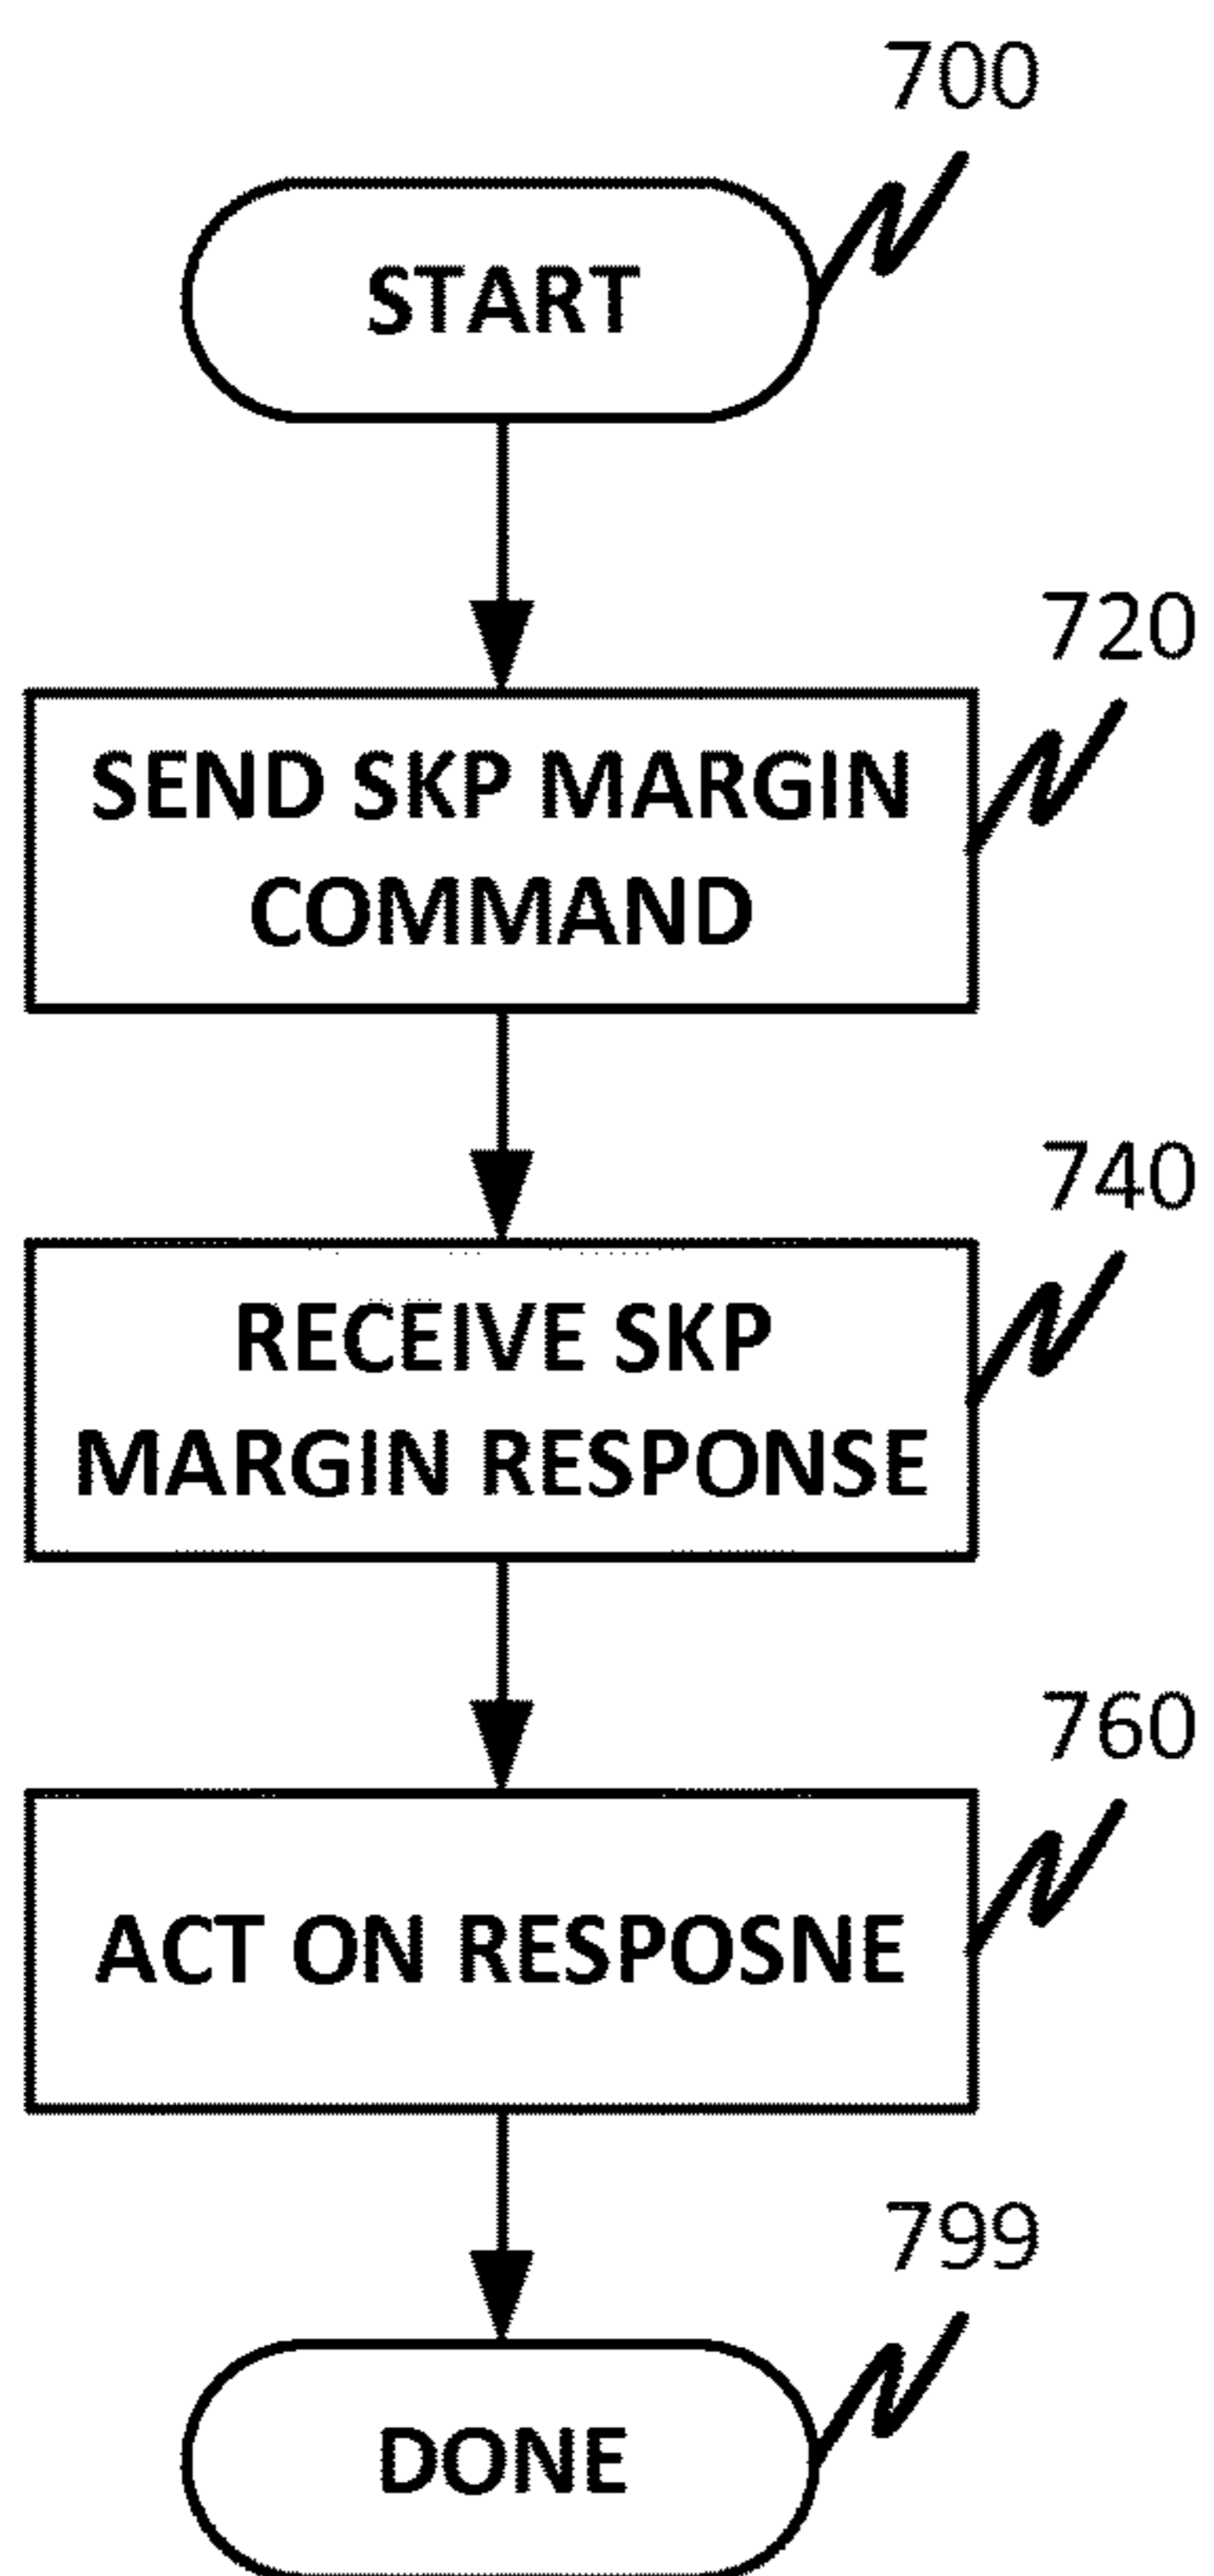 700
START
720
SEND SKP MARGIN
COMMAND
740
RECEIVE SKP
MARGIN RESPONSE
760
ACT ON RESPOSNE
799
DONE